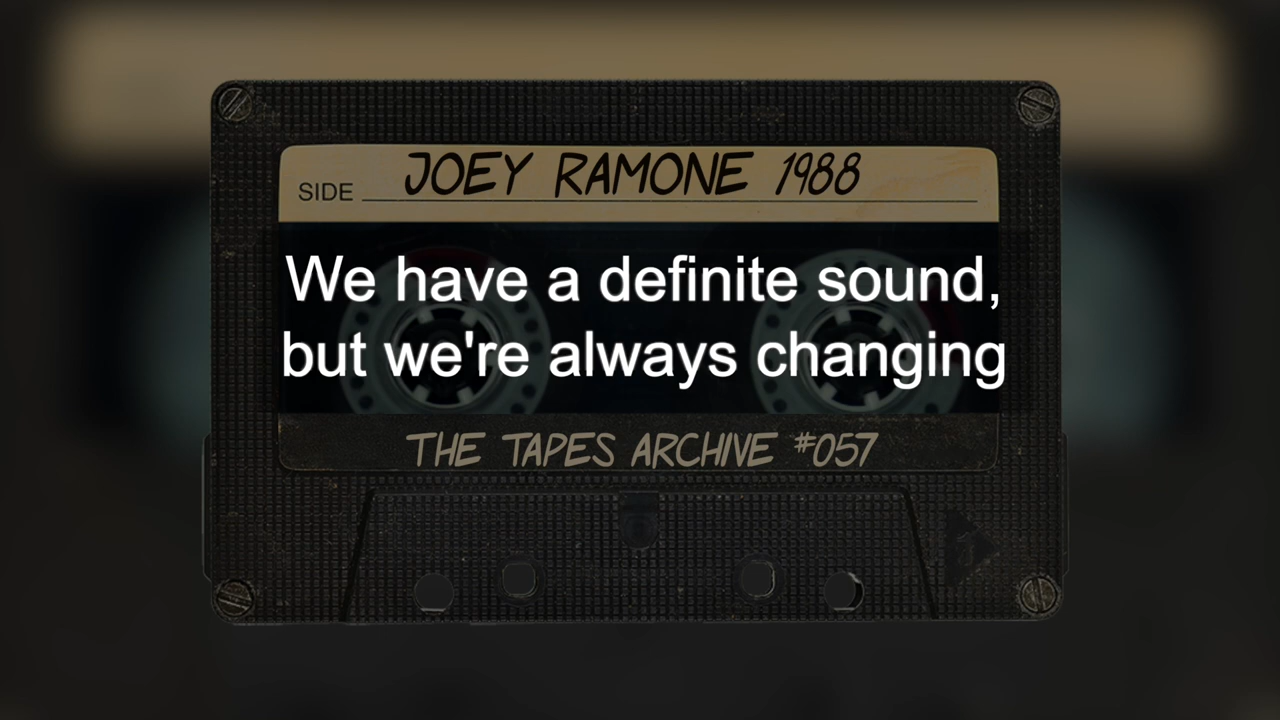 JOEY RAMONE 1988
SIDE
We have a definite sound,
but we're always changing
THE TAPES ARCHIVE #057